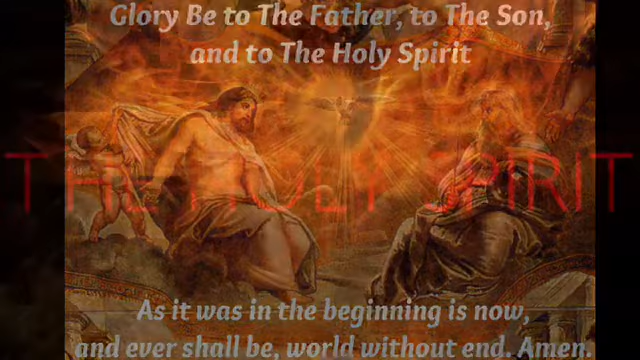 Glory Be to The Father, to The Son,
and to The Holy Spirit
THE HOLY SPIRIT
As it was in the beginning is now,
and ever shall be, world without end. Amen.